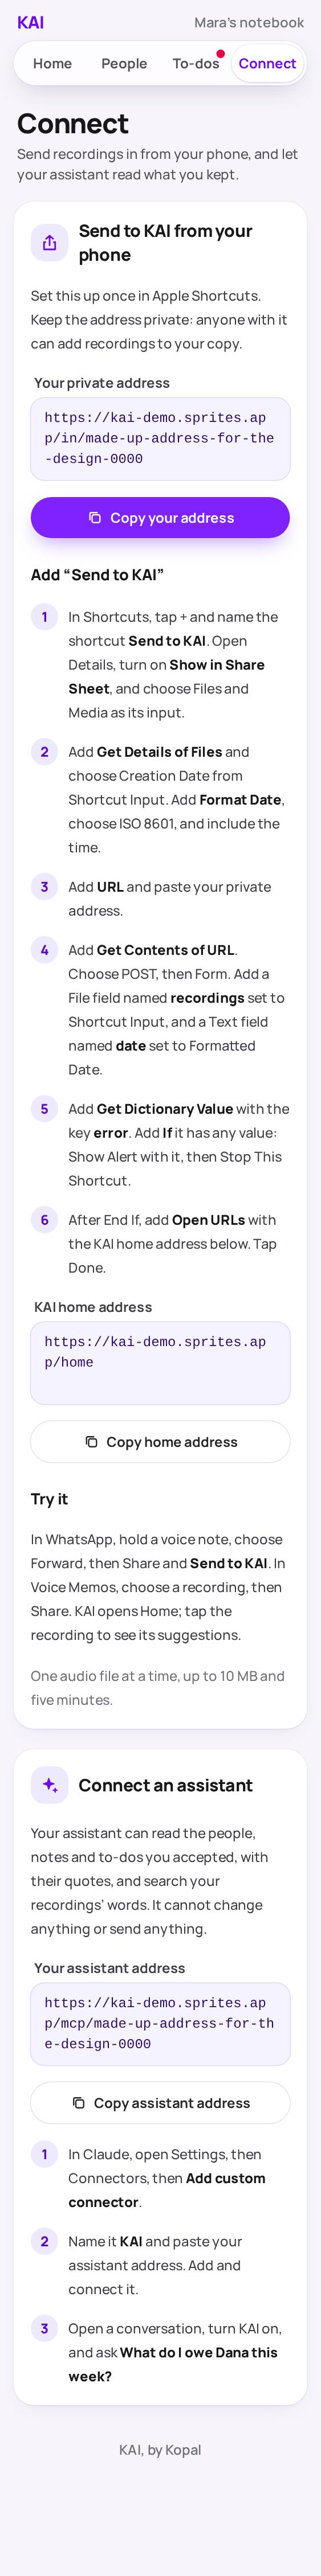 KAI
Mara's notebook
Home
People
To-dos
Connect
Connect
Send recordings in from your phone, and let
your assistant read what you kept.
Send to KAI from your
phone
Set this up once in Apple Shortcuts.
Keep the address private: anyone with it
can add recordings to your copy.
Your private address
https://kai-demo.sprites.ap
p/in/made-up-address-for-the
-design-0000
Copy your address
Add “Send to KAI”
1
In Shortcuts, tap + and name the
shortcut Send to KAI. Open
Details, turn on Show in Share
Sheet, and choose Files and
Media as its input.
2
Add Get Details of Files and
choose Creation Date from
Shortcut Input. Add Format Date,
choose ISO 8601, and include the
time.
3
Add URL and paste your private
address.
4
Add Get Contents of URL.
Choose POST, then Form. Add a
File field named recordings set to
Shortcut Input, and a Text field
named date set to Formatted
Date.
5
Add Get Dictionary Value with the
key error. Add If it has any value:
Show Alert with it, then Stop This
Shortcut.
6
After End If, add Open URLs with
the KAI home address below. Tap
Done.
KAI home address
https://kai-demo.sprites.ap
p/home
Copy home address
Try it
In WhatsApp, hold a voice note, choose
Forward, then Share and Send to KAI. In
Voice Memos, choose a recording, then
Share. KAI opens Home; tap the
recording to see its suggestions.
One audio file at a time, up to 10 MB and
five minutes.
Connect an assistant
Your assistant can read the people,
notes and to-dos you accepted, with
their quotes, and search your
recordings’ words. It cannot change
anything or send anything.
Your assistant address
https://kai-demo.sprites.ap
p/mcp/made-up-address-for-th
e-design-0000
Copy assistant address
1
In Claude, open Settings, then
Connectors, then Add custom
connector.
2
Name it KAI and paste your
assistant address. Add and
connect it.
3
Open a conversation, turn KAI on,
and ask What do I owe Dana this
week?
KAI, by Kopal